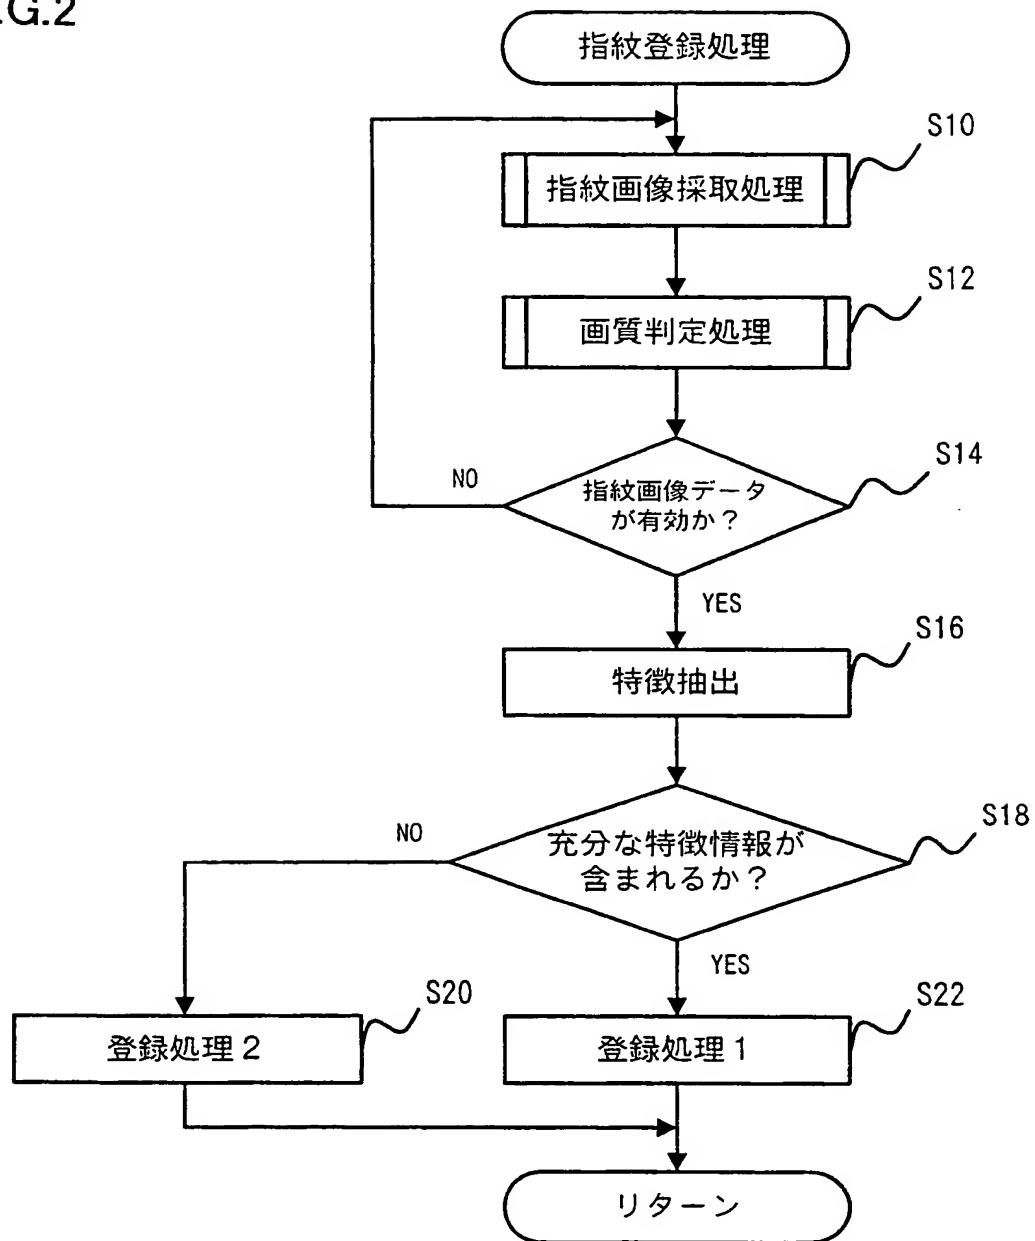 .G.2
指紋登録処理
S10
指紋画像採取処理
S12
画質判定処理
S14
NO
指紋画像データ
が有効か？
YES
S16
特徴抽出
S18
NO
充分な特徴情報が
含まれるか？
YES
S20
S22
登録処理２
登録処理１
リターン